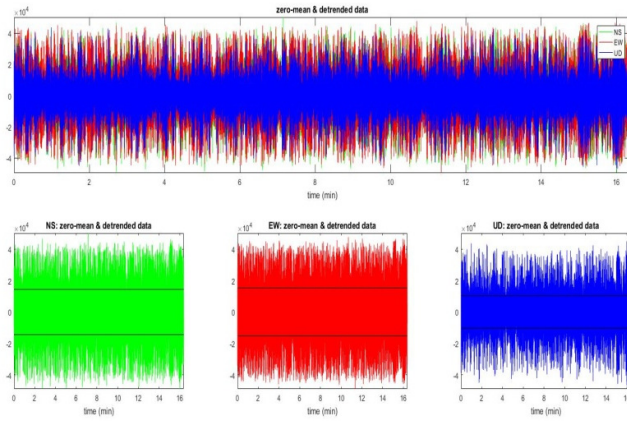 zero-mean & detrended data
×10⁴
4
2
0
-2
-4
0 2 4 6 8 10 12 14 16
time (min)
NS
EW
UD
NS: zero-mean & detrended data
×10⁴
4
2
0
-2
-4
0 2 4 6 8 10 12 14 16
time (min)
EW: zero-mean & detrended data
×10⁴
4
2
0
-2
-4
0 2 4 6 8 10 12 14 16
time (min)
UD: zero-mean & detrended data
×10⁴
4
2
0
-2
-4
0 2 4 6 8 10 12 14 16
time (min)